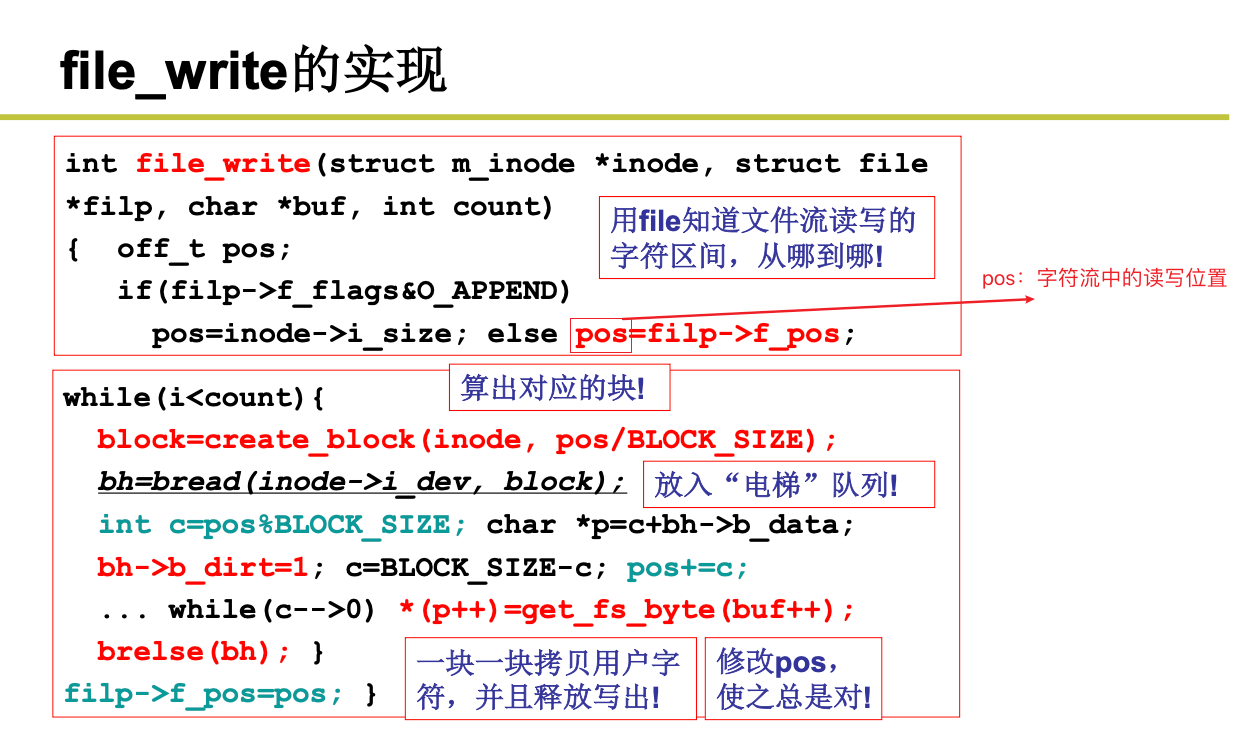 file_write的实现
int file_write(struct m_inode *inode, struct file
*filp, char *buf, int count)
{ off_t pos;
用file知道文件流读写的
字符区间，从哪到哪!
if(filp->f_flags&O_APPEND)
pos=inode->i_size; else pos=filp->f_pos;
pos：字符流中的读写位置
while(i<count){
算出对应的块!
block=create_block(inode, pos/BLOCK_SIZE);
bh=bread(inode->i_dev, block);
放入“电梯”队列!
int c=pos%BLOCK_SIZE; char *p=c+bh->b_data;
bh->b_dirt=1; c=BLOCK_SIZE-c; pos+=c;
... while(c-->0) *(p++)=get_fs_byte(buf++);
brelse(bh); }
filp->f_pos=pos; }
一块一块拷贝用户字
符，并且释放写出!
修改pos，
使之总是对!